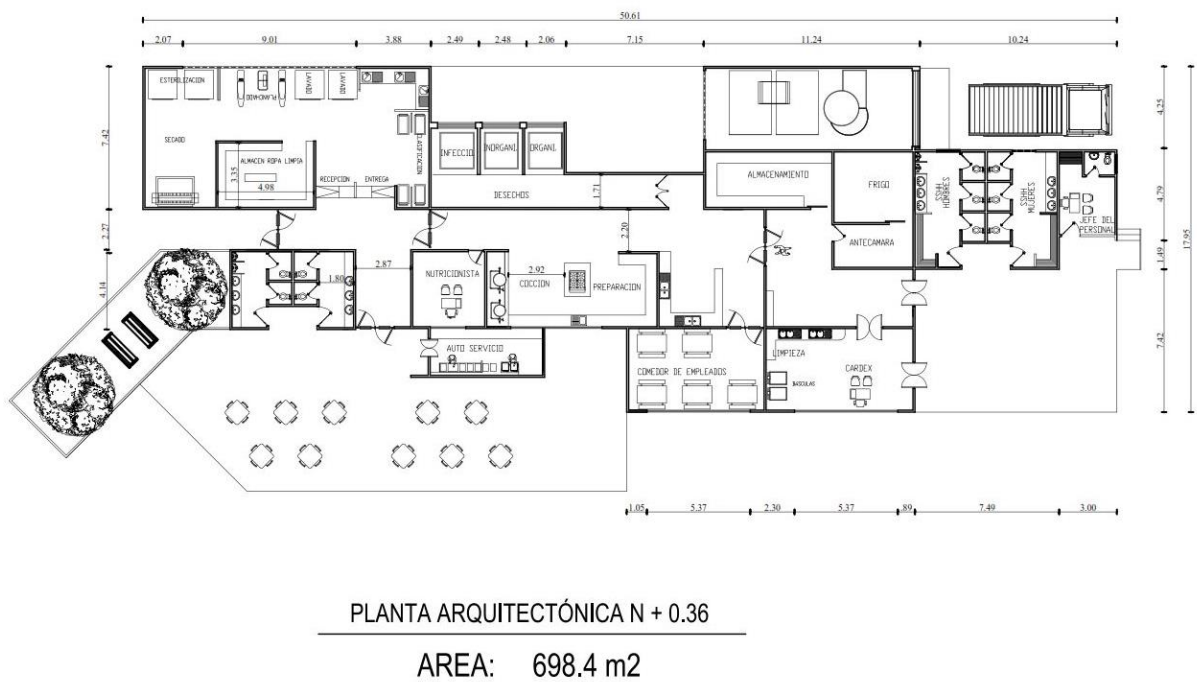 50.61
2.07 9.01 3.88 2.49 2.48 2.06 7.15 11.24 10.24
ESTERILIZACION
PLANCHADO
LAVADO
LAVADO
7.42
SECADO
ALMACEN ROPA LIMPIA
3.35
4.98
RECEPCION ENTREGA
CLASIFICACION
INFECCIO. INORGANI. ORGANI.
DESECHOS
1.71
ALMACENAMIENTO
FRIGO
ANTECAMARA
SSHH HOMBRES
SSHH MUJERES
JEFE DEL PERSONAL
4.25
4.79
1.49
7.42
17.95
2.27
4.14
1.80
2.87
2.20
NUTRICIONISTA
2.92
COCCION
PREPARACION
AUTO SERVICIO
COMEDOR DE EMPLEADOS
LIMPIEZA
BASCULAS
CARDEX
1.05 5.37 2.30 5.37 .89 7.49 3.00
PLANTA ARQUITECTÓNICA N + 0.36
AREA: 698.4 m2